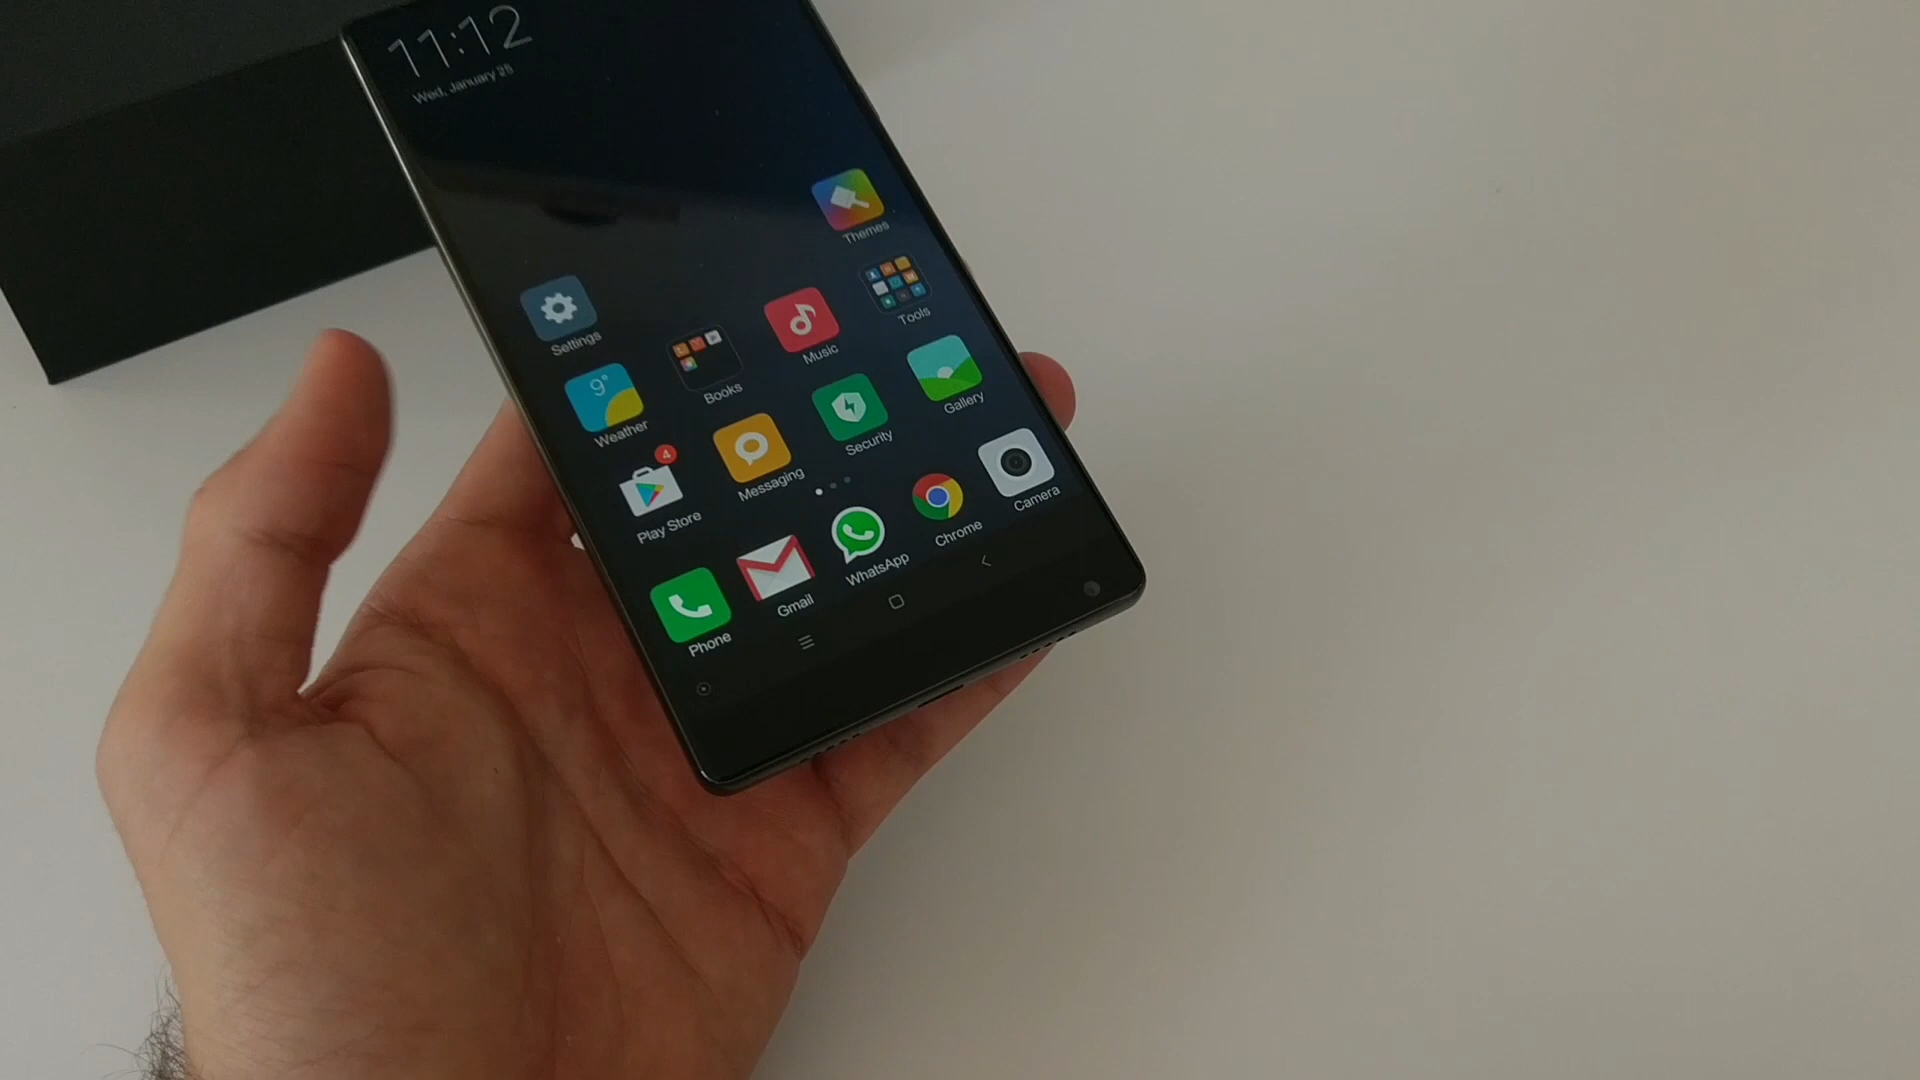 11:12
Wed, January 25
Themes
Settings
Books
Music
Tools
9°
Weather
Messaging
Security
Gallery
4
Play Store
Phone
Gmail
WhatsApp
Chrome
Camera